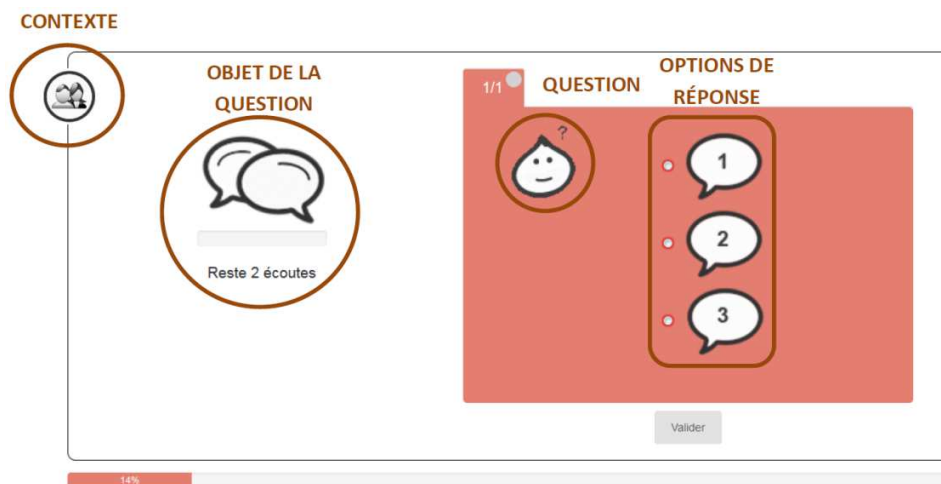 CONTEXTE
OBJET DE LA
QUESTION
Reste 2 écoutes
1/1
QUESTION
OPTIONS DE
RÉPONSE
?
1
2
3
Valider
14%